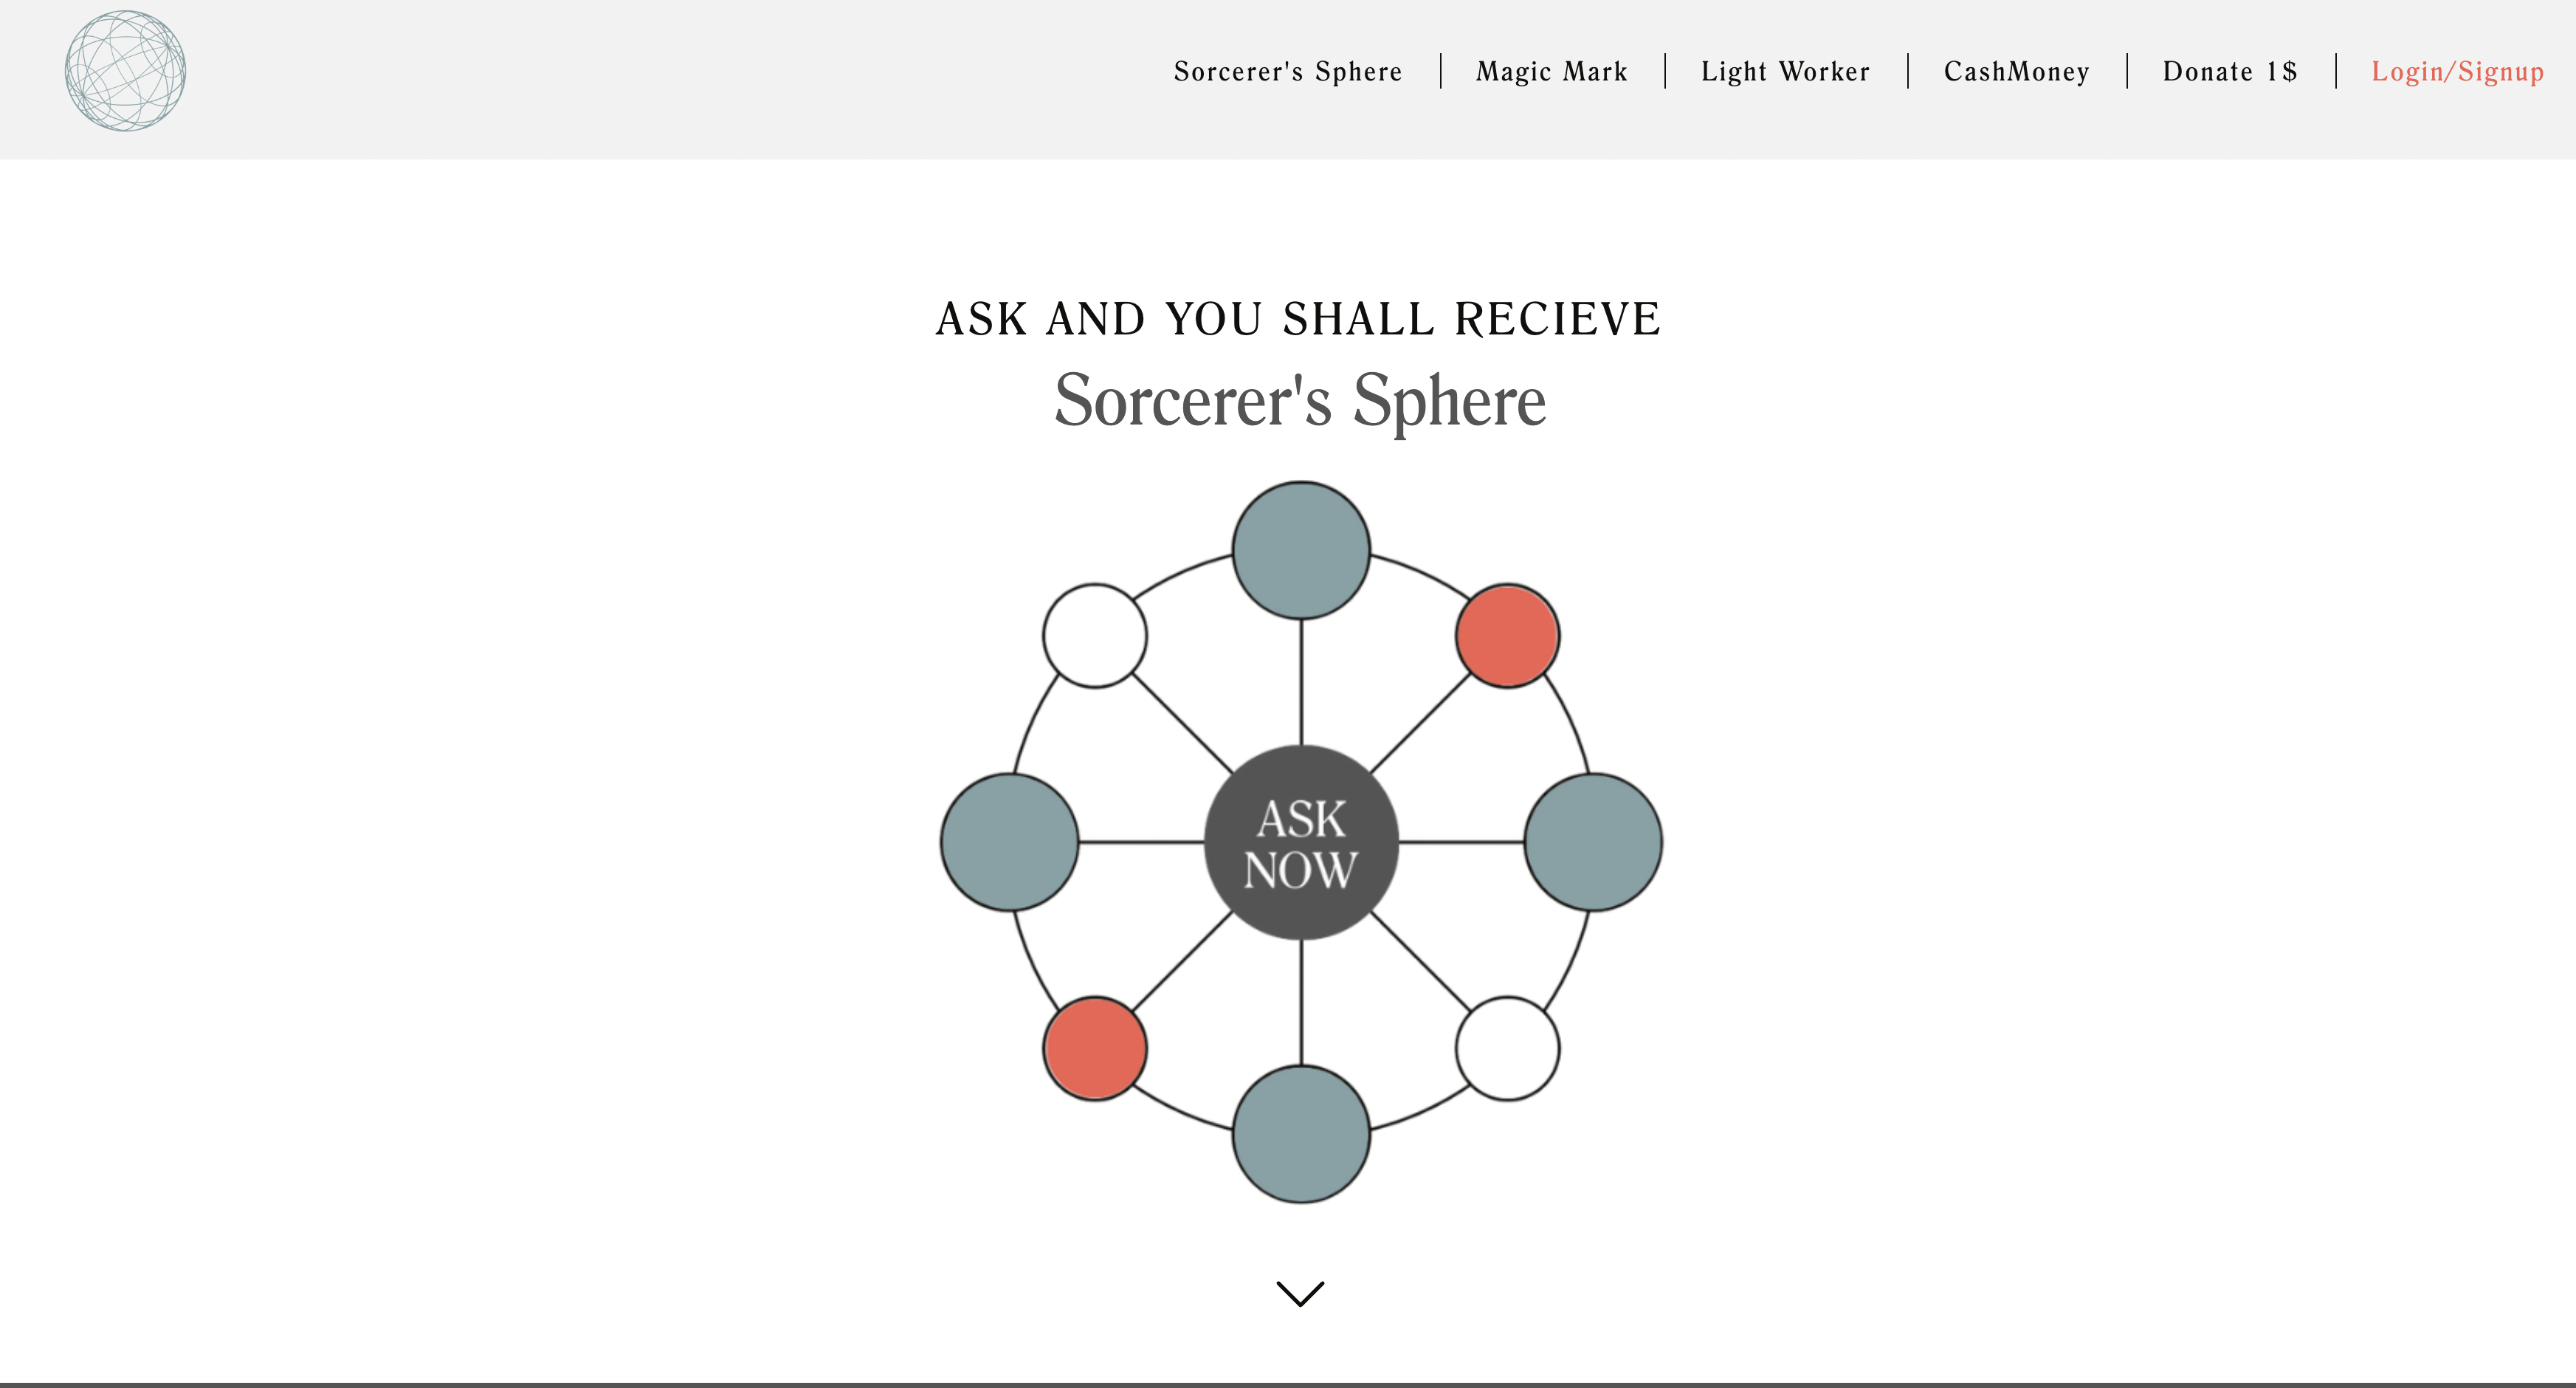 Sorcerer's Sphere | Magic Mark | Light Worker | CashMoney | Donate 1$ | Login/Signup
ASK AND YOU SHALL RECIEVE
Sorcerer's Sphere
ASK
NOW